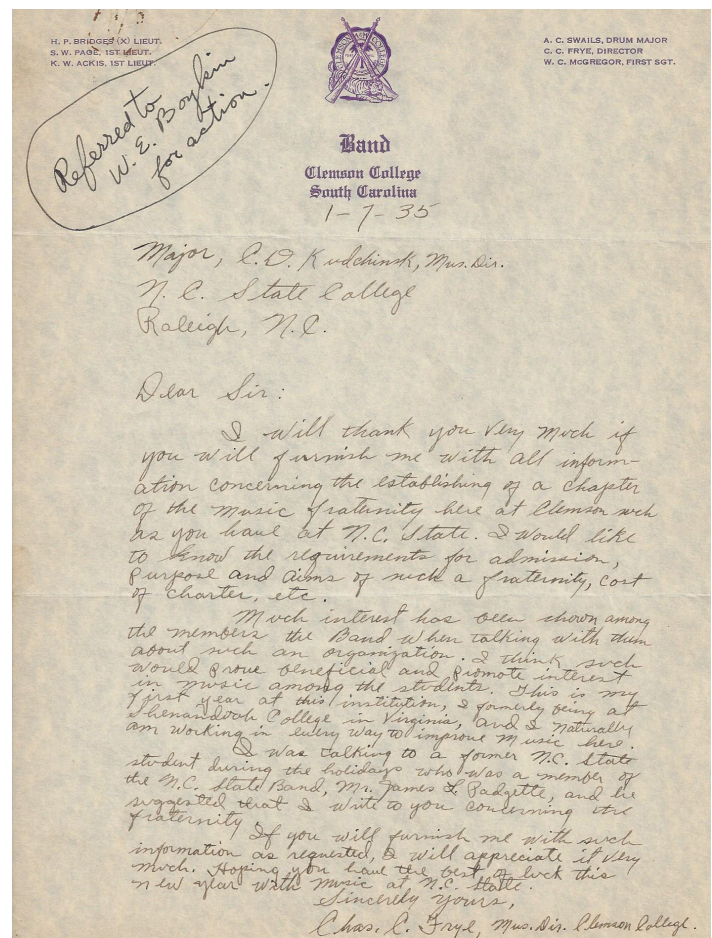 H. P. BRIDGES (X) LIEUT.
S. W. PAGE, 1ST LIEUT.
K. W. ACKIS, 1ST LIEUT.
A. C. SWAILS, DRUM MAJOR
C. C. FRYE, DIRECTOR
W. C. McGREGOR, FIRST SGT.
Referred to
W. E. Boykin
for action.
Band
Clemson College
South Carolina
1-7-35
Major, C. D. Kudchinsk, Mus. Dir.
N. C. State College
Raleigh, N.C.
Dear Sir:
I will thank you very much if
you will furnish me with all inform-
ation concerning the establishing of a chapter
of the music fraternity here at Clemson such
as you have at N.C. State. I would like
to know the requirements for admission,
purpose and aims of such a fraternity, cost
of charter, etc.
Much interest has been shown among
the members the Band when talking with them
about such an organization. I think such
would prove beneficial and promote interest
in music among the students. This is my
first year at this institution, I formerly being at
Shenandoah College in Virginia, and I naturally
am working in every way to improve music here.
I was talking to a former N.C. State
student during the holidays who was a member of
the N.C. State Band, Mr. James L. Padgette, and he
suggested that I write to you concerning the
fraternity.
If you will furnish me with such
information as requested, I will appreciate it very
much. Hoping you have the best of luck this
new year with music at N.C. State.
Sincerely Yours,
Chas. C. Frye, Mus. Dir. Clemson College.